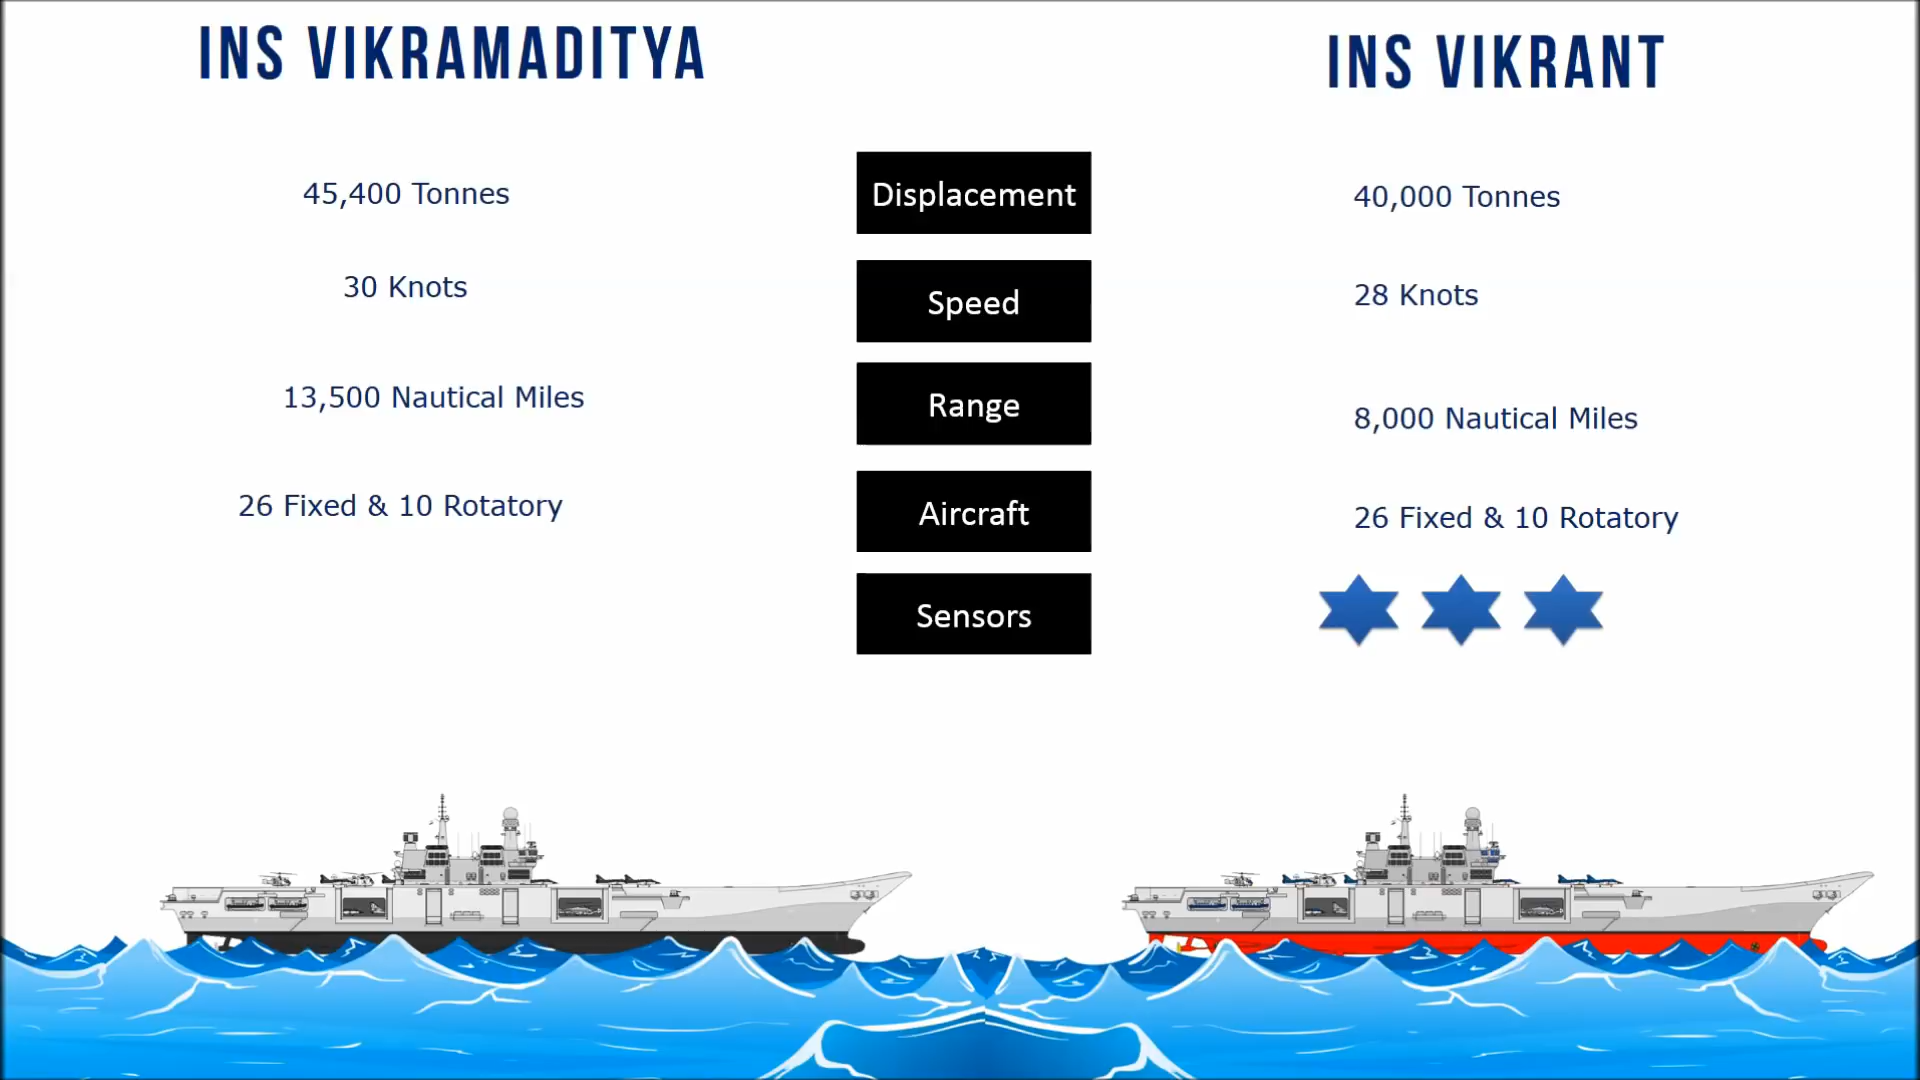 INS VIKRAMADITYA
INS VIKRANT
45,400 Tonnes
Displacement
40,000 Tonnes
30 Knots
Speed
28 Knots
13,500 Nautical Miles
Range
8,000 Nautical Miles
26 Fixed & 10 Rotatory
Aircraft
26 Fixed & 10 Rotatory
Sensors